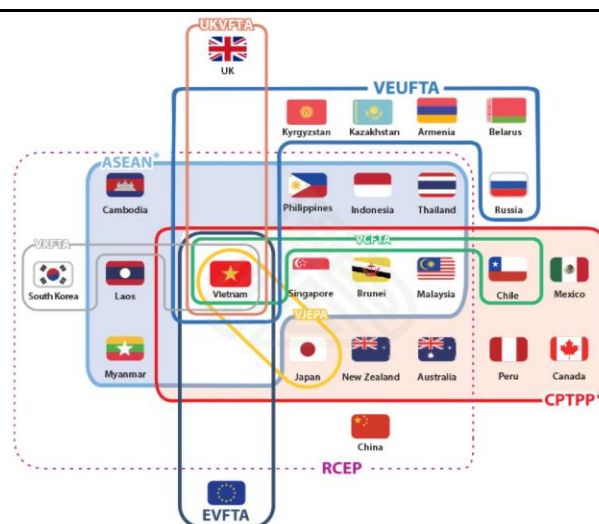 UKVFTA
UK
VEUFTA
Kyrgyzstan Kazakhstan Armenia Belarus
ASEAN*
Cambodia Philippines Indonesia Thailand Russia
VKFTA VCFTA
South Korea Laos Vietnam Singapore Brunei Malaysia Chile Mexico
VJEPA
Myanmar Japan New Zealand Australia Peru Canada
CPTPP*
China
RCEP
EVFTA